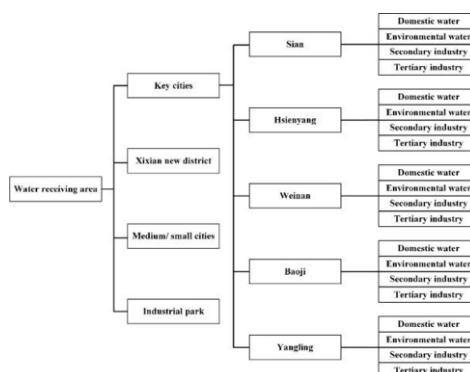 Water receiving area
Key cities
Xixian new district
Medium/ small cities
Industrial park
Sian
Domestic water
Environmental water
Secondary industry
Tertiary industry
Hsienyang
Domestic water
Environmental water
Secondary industry
Tertiary industry
Weinan
Domestic water
Environmental water
Secondary industry
Tertiary industry
Baoji
Domestic water
Environmental water
Secondary industry
Tertiary industry
Yangling
Domestic water
Environmental water
Secondary industry
Tertiary industry